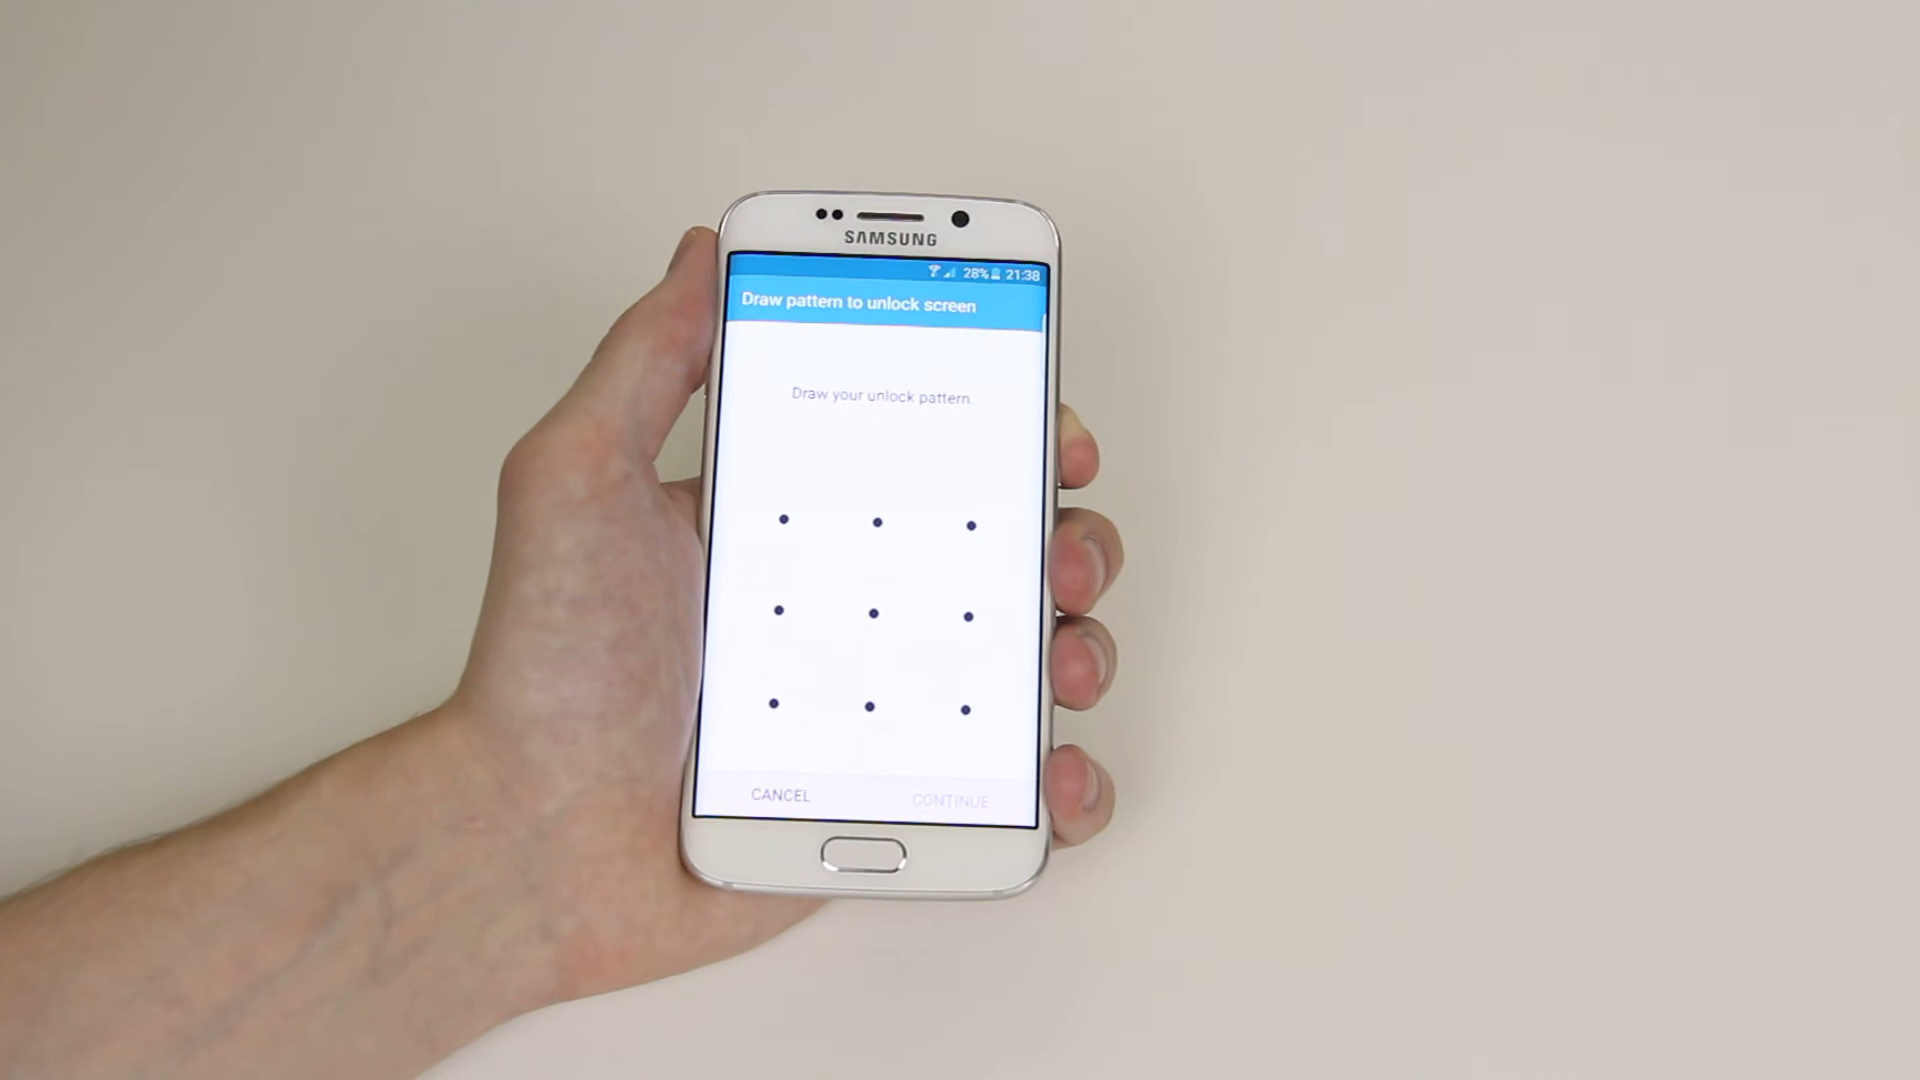 SAMSUNG
28% 21:38
Draw pattern to unlock screen
Draw your unlock pattern.
CANCEL CONTINUE